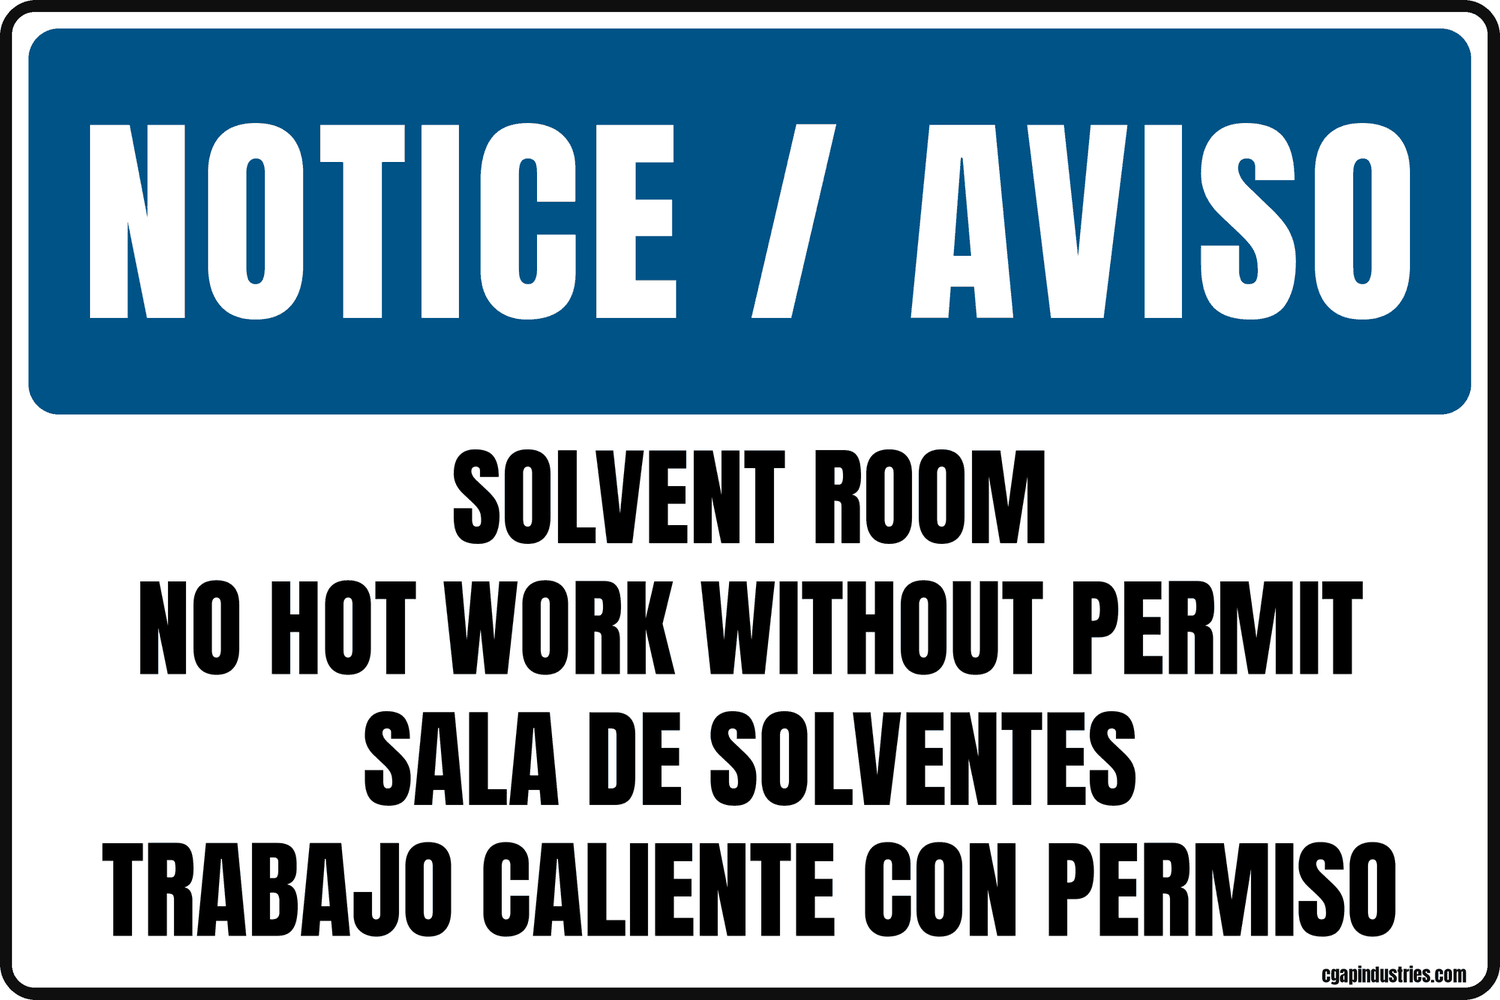 NOTICE / AVISO
SOLVENT ROOM
NO HOT WORK WITHOUT PERMIT
SALA DE SOLVENTES
TRABAJO CALIENTE CON PERMISO
cgapindustries.com